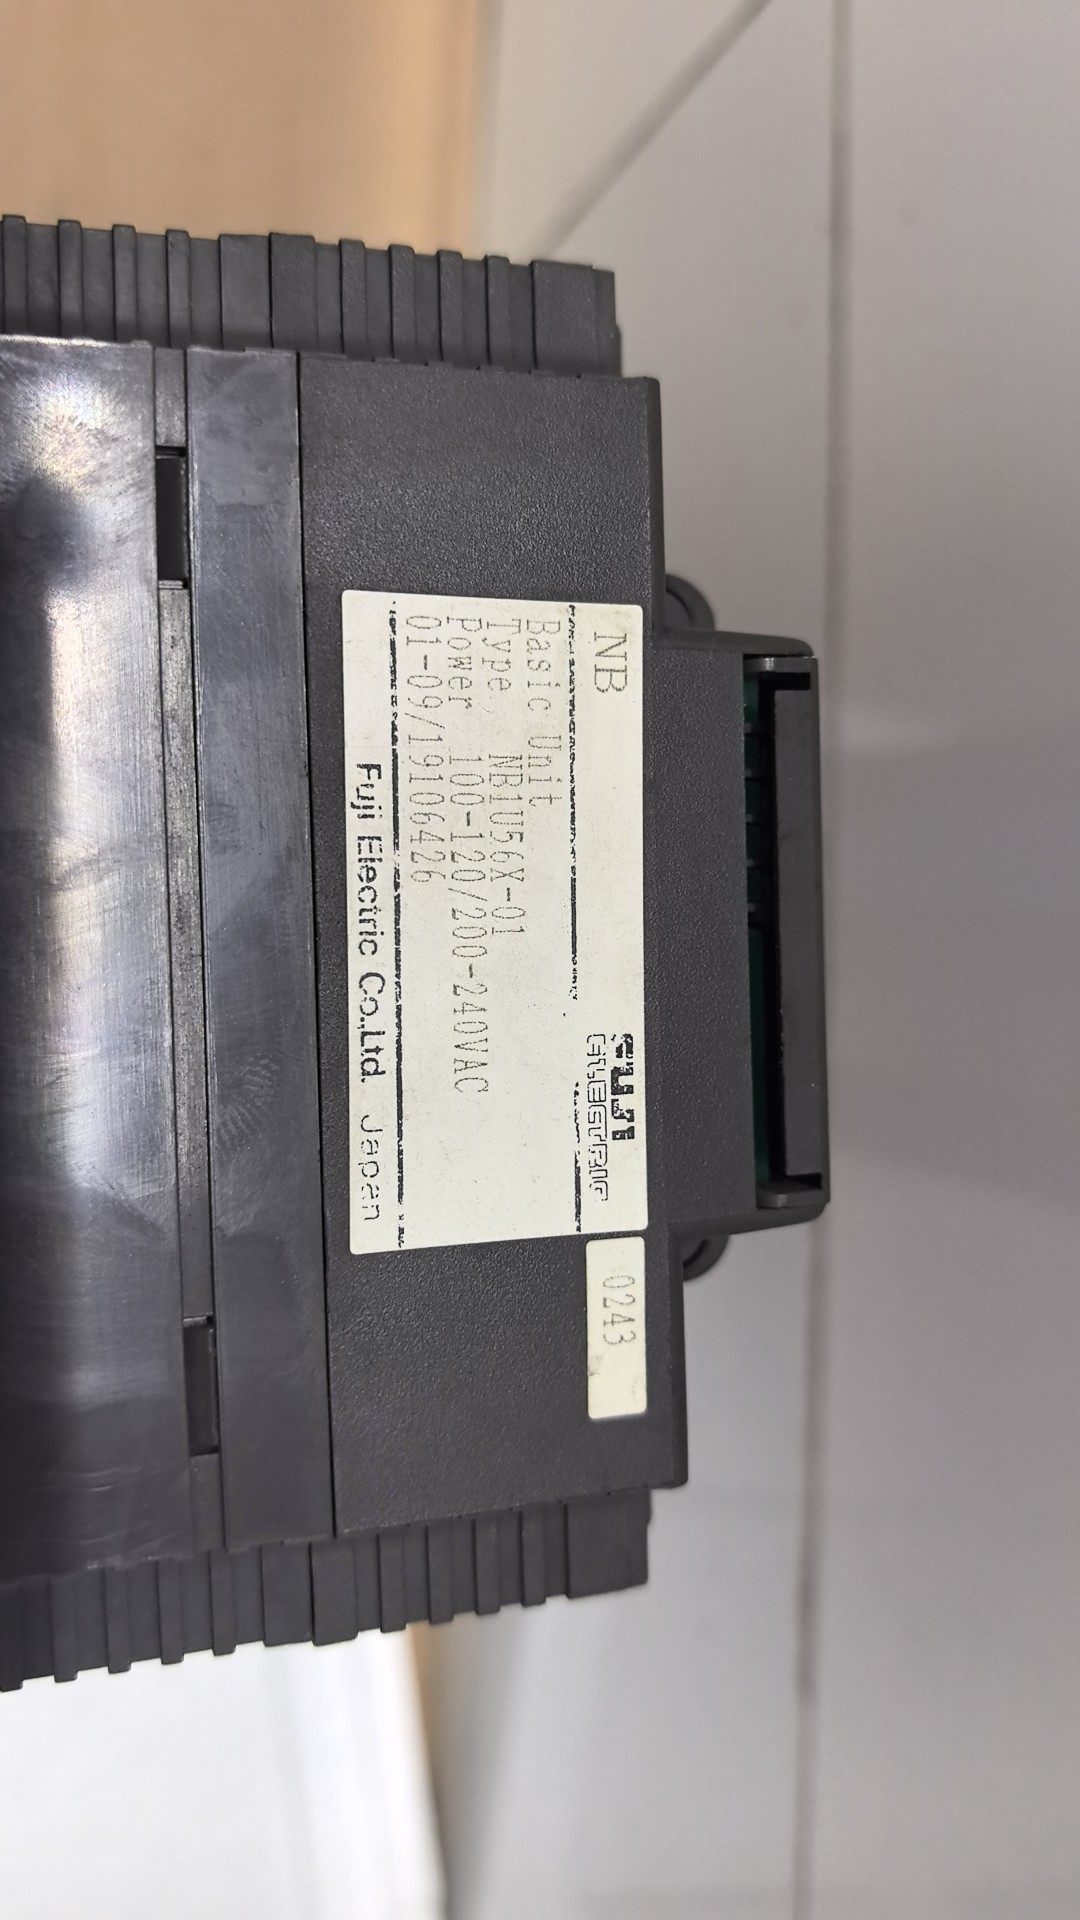 NB
FUJI
ELECTRIC
Basic Unit
Type. NB1U56X-01
Power 100-120/200-240VAC
01-09/19106426
Fuji Electric Co.,Ltd. Japan
0243